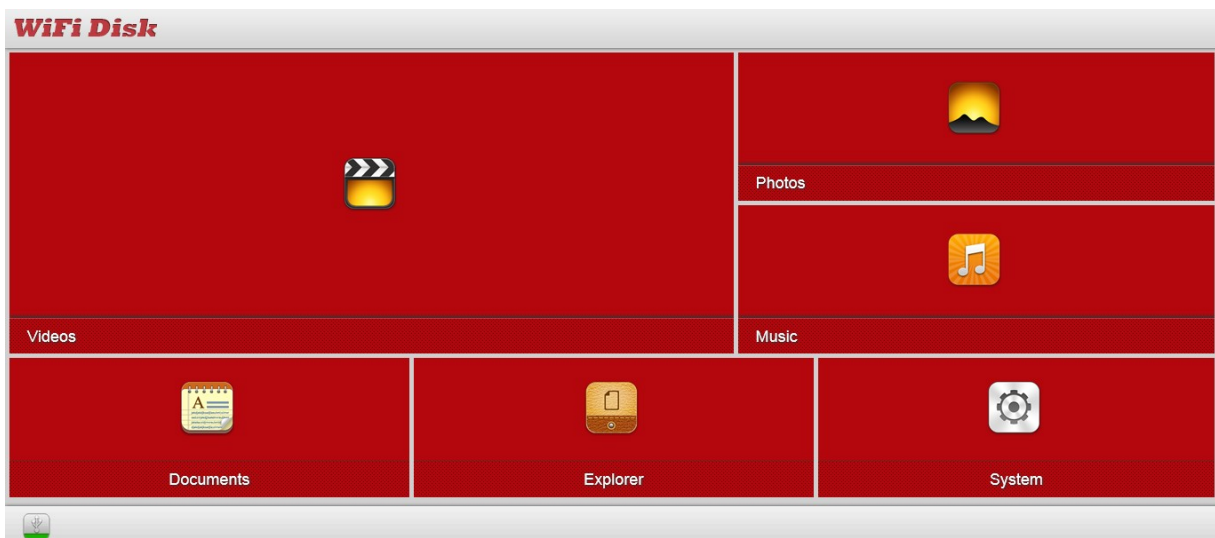 WiFi Disk
Photos
Videos
Music
Documents
Explorer
System